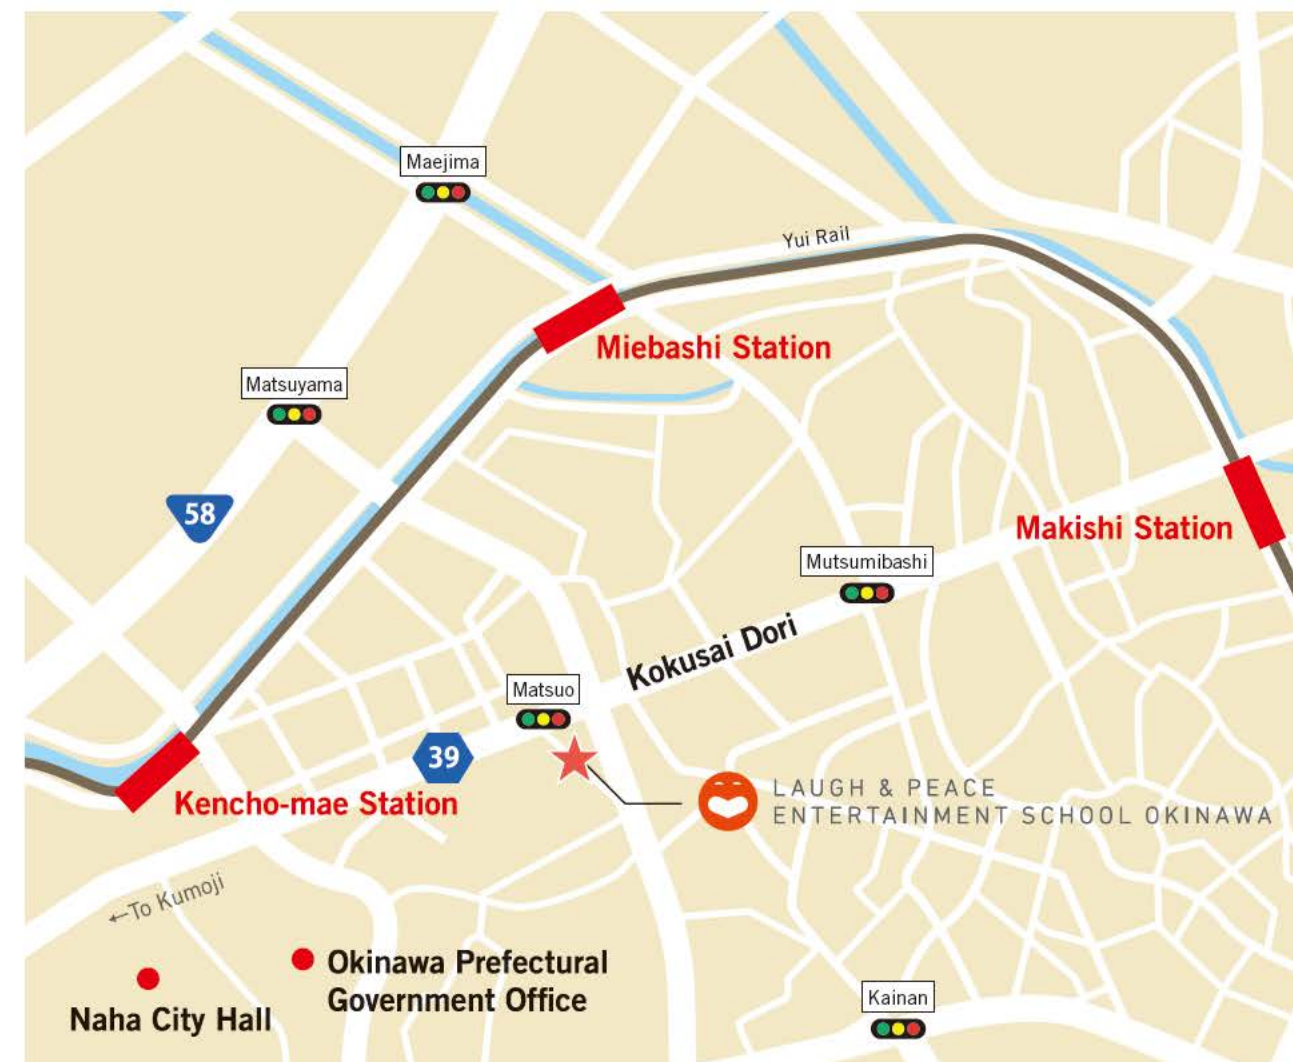 Maejima
Yui Rail
Miebashi Station
Matsuyama
58
Makishi Station
Mutsumibashi
Kokusai Dori
Matsuo
39
Kencho-mae Station
LAUGH & PEACE
ENTERTAINMENT SCHOOL OKINAWA
←To Kumoji
Okinawa Prefectural
Government Office
Naha City Hall
Kainan